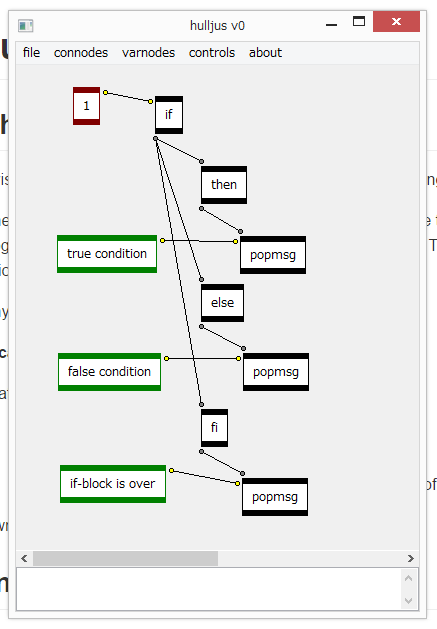 hulljus v0
file connodes varnodes controls about
1
if
then
true condition
popmsg
else
false condition
popmsg
fi
if-block is over
popmsg